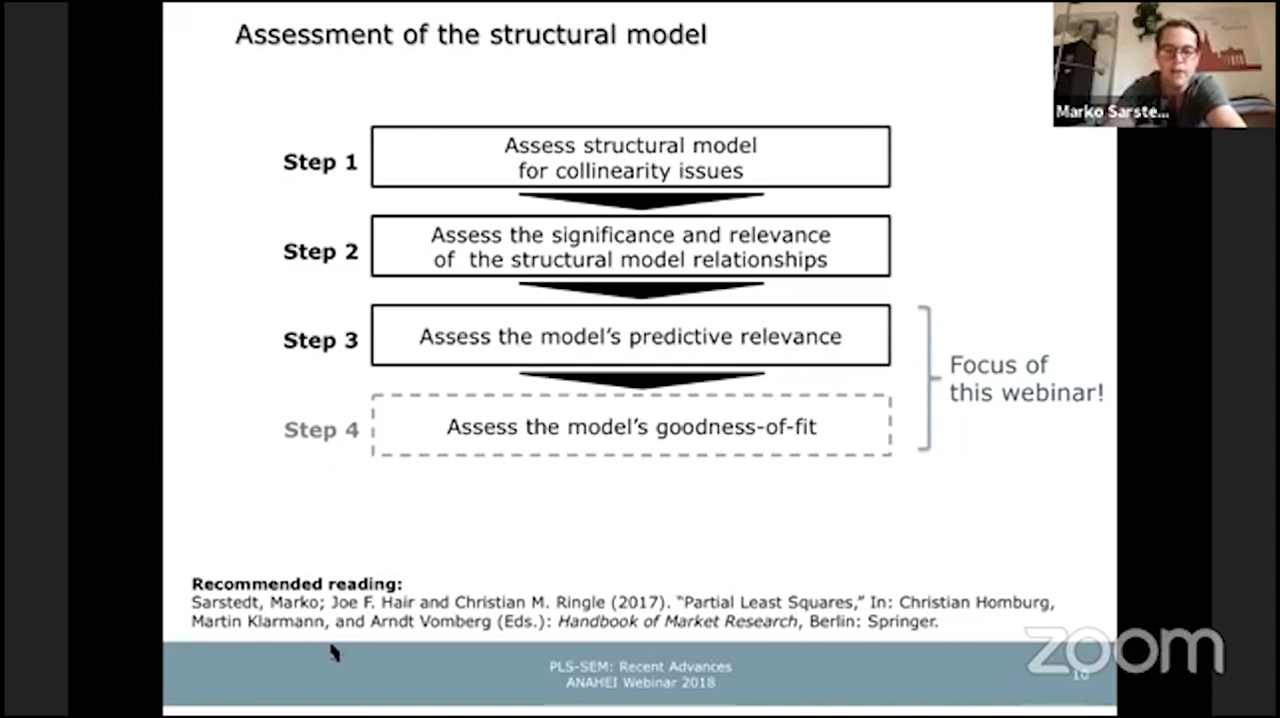 Assessment of the structural model
Marko Sarste...
Step 1
Assess structural model
for collinearity issues
Step 2
Assess the significance and relevance
of the structural model relationships
Step 3
Assess the model's predictive relevance
Step 4
Assess the model's goodness-of-fit
Focus of
this webinar!
Recommended reading:
Sarstedt, Marko; Joe F. Hair and Christian M. Ringle (2017). "Partial Least Squares," In: Christian Homburg,
Martin Klarmann, and Arndt Vomberg (Eds.): Handbook of Market Research, Berlin: Springer.
PLS-SEM: Recent Advances
ANAHEI Webinar 2018
zoom
10